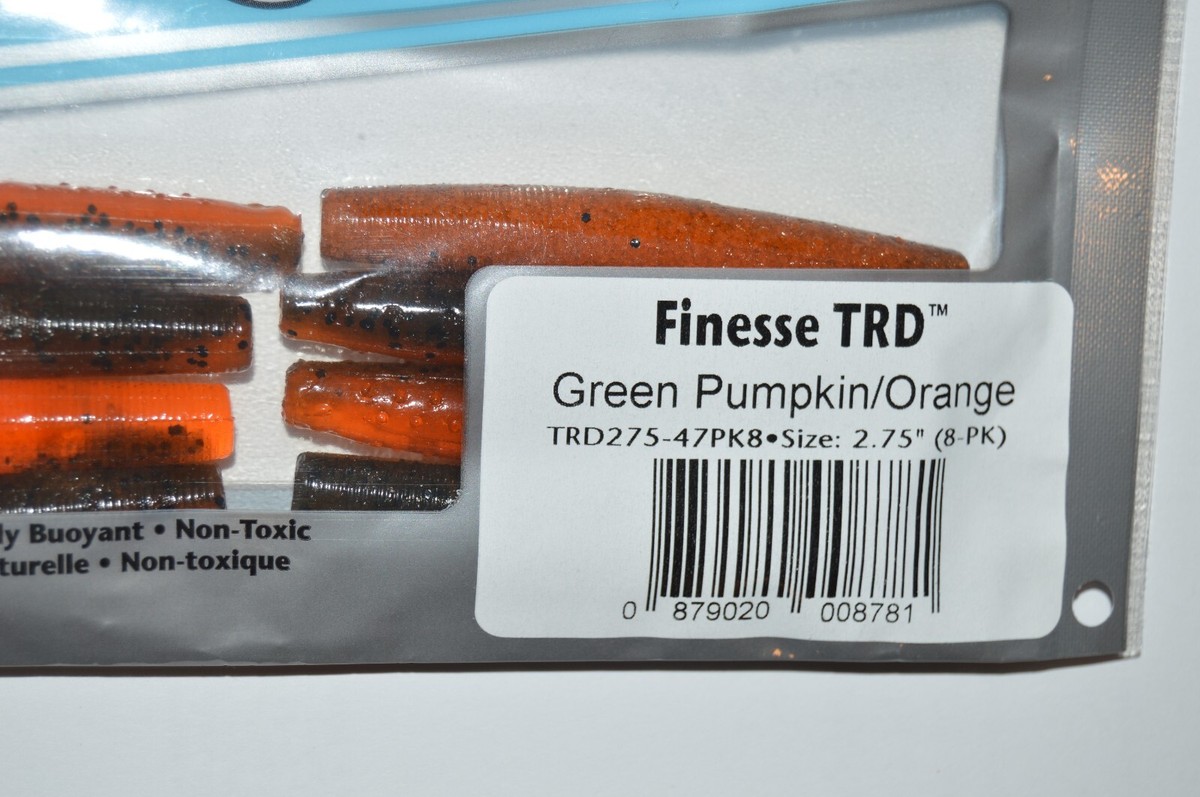 Finesse TRD™
Green Pumpkin/Orange
TRD275-47PK8•Size: 2.75" (8-PK)
0 879020 008781
Buoyant • Non-Toxic
• Non-toxique